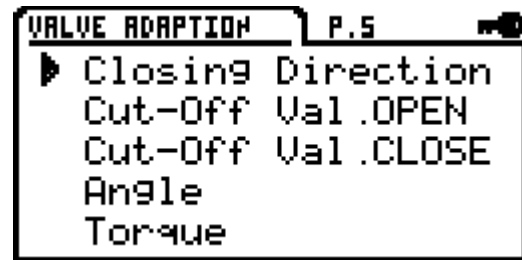 VALVE ADAPTION P.5
Closing Direction
Cut-Off Val.OPEN
Cut-Off Val.CLOSE
Angle
Torque